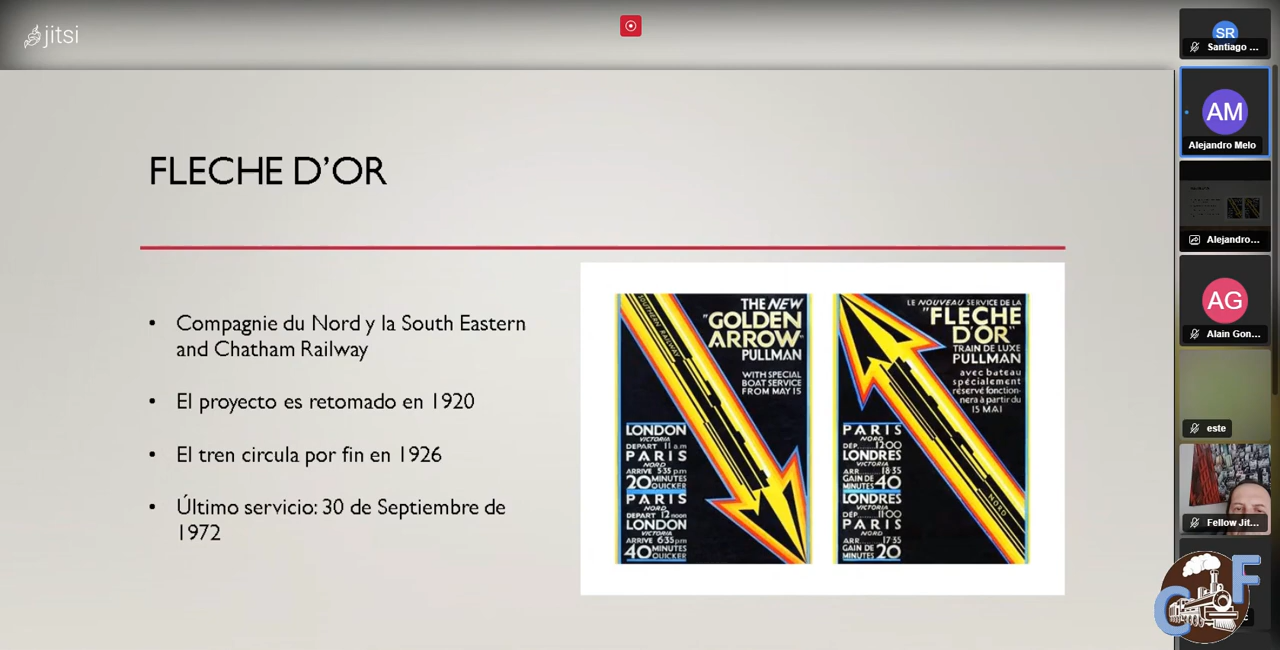 jitsi
FLECHE D'OR
• Compagnie du Nord y la South Eastern
and Chatham Railway
• El proyecto es retomado en 1920
• El tren circula por fin en 1926
• Último servicio: 30 de Septiembre de
1972
SOUTHERN RAILWAY
THE NEW
"GOLDEN
ARROW"
PULLMAN
WITH SPECIAL
BOAT SERVICE
FROM MAY 15
LONDON
VICTORIA
DEPART 11 a.m
PARIS
NORD
ARRIVE 5.35 p.m
20 MINUTES
QUICKER
PARIS
NORD
DEPART 12 noon
LONDON
VICTORIA
ARRIVE 6.35 p.m
40 MINUTES
QUICKER
LE NOUVEAU SERVICE DE LA
"FLECHE
D'OR"
TRAIN DE LUXE
PULLMAN
avec bateau
spécialement
réservé fonction-
nera à partir du
15 MAI
PARIS
NORD
DÉP. 12.00
LONDRES
VICTORIA
ARR. 18.35
GAIN DE
MINUTES 40
LONDRES
VICTORIA
DÉP. 11.00
PARIS
NORD
ARR. 17.35
GAIN DE
MINUTES 20
NORD
SR
Santiago ...
AM
Alejandro Melo
Alejandro...
AG
Alain Gon...
este
Fellow Jit...
C F